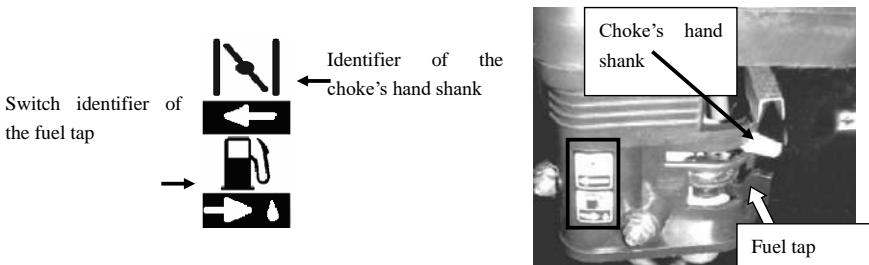 Identifier of the
choke's hand shank
Switch identifier of
the fuel tap
Choke's hand
shank
Fuel tap